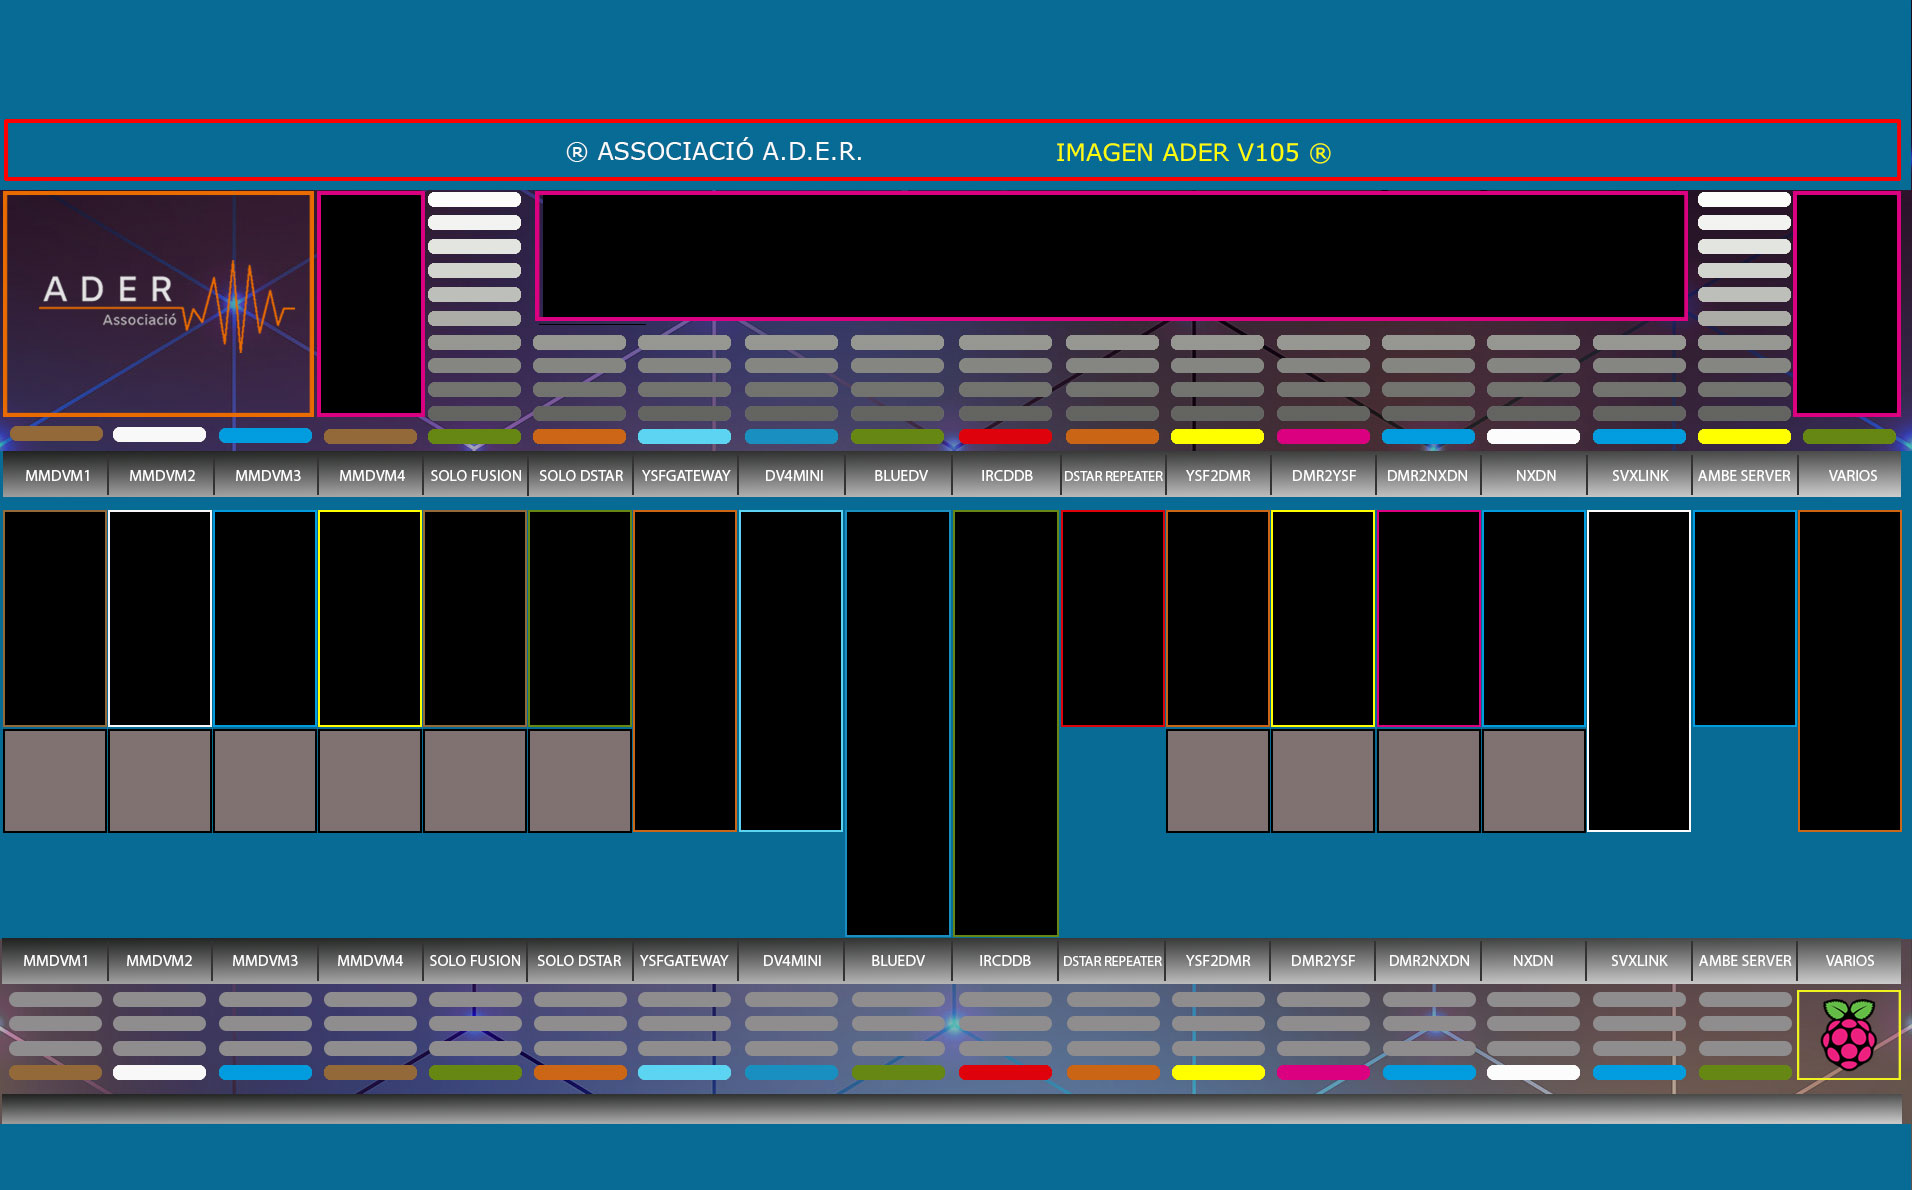 ® ASSOCIACIÓ A.D.E.R. IMAGEN ADER V105 ®
ADER
Associació
MMDVM1 MMDVM2 MMDVM3 MMDVM4 SOLO FUSION SOLO DSTAR YSFGATEWAY DV4MINI BLUEDV IRCDDB DSTAR REPEATER YSF2DMR DMR2YSF DMR2NXDN NXDN SVXLINK AMBE SERVER VARIOS
MMDVM1 MMDVM2 MMDVM3 MMDVM4 SOLO FUSION SOLO DSTAR YSFGATEWAY DV4MINI BLUEDV IRCDDB DSTAR REPEATER YSF2DMR DMR2YSF DMR2NXDN NXDN SVXLINK AMBE SERVER VARIOS